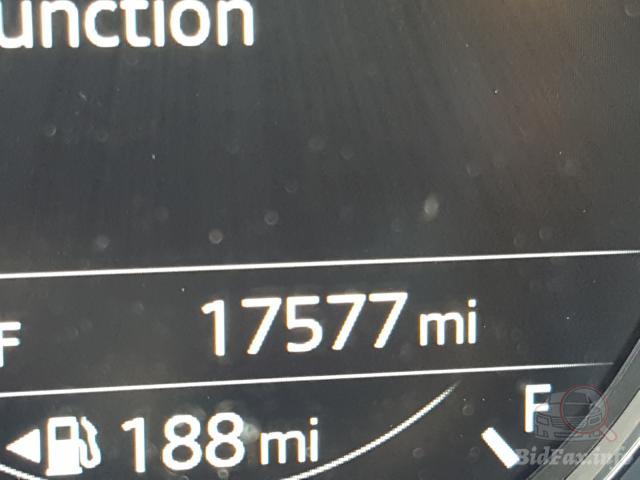 unction
17577 mi
F
188 mi
F
BidFax.info